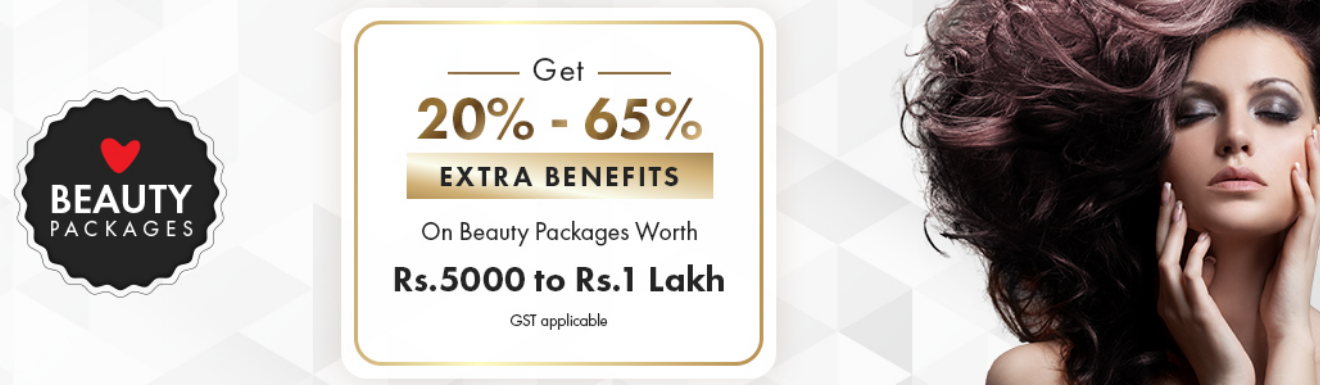 BEAUTY
PACKAGES
Get
20% - 65%
EXTRA BENEFITS
On Beauty Packages Worth
Rs.5000 to Rs.1 Lakh
GST applicable